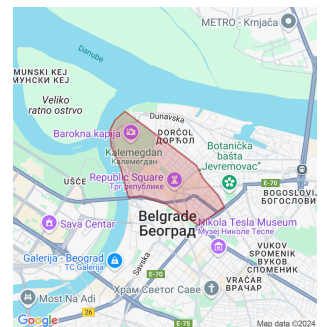 METRO - Krnjača
Danube
MUNSKI KEJ
МУНСКИ КЕЈ
Veliko
ratno ostrvo
Dunavska
Barokna kapija
DORĆOL
ДОРЋОЛ
Kalemegdan
Калемегдан
Botanička
bašta
„Jevremovac”
Republic Square
Трг републике
UŠĆE
E-70
BOGOSLOVIJ
БОГОСЛОВИ
E-70
Belgrade
Београд
Nikola Tesla Museum
Музеј Николе Тесле
Sava Centar
VUKOV
SPOMENIK
ВУКОВ
СПОМЕНИК
Galerija - Beograd
TC Galerija
Savska
VRAČAR
ВРАЧАР
Храм Светог Саве
Most Na Adi
26
E-75
Google
Map data ©2024